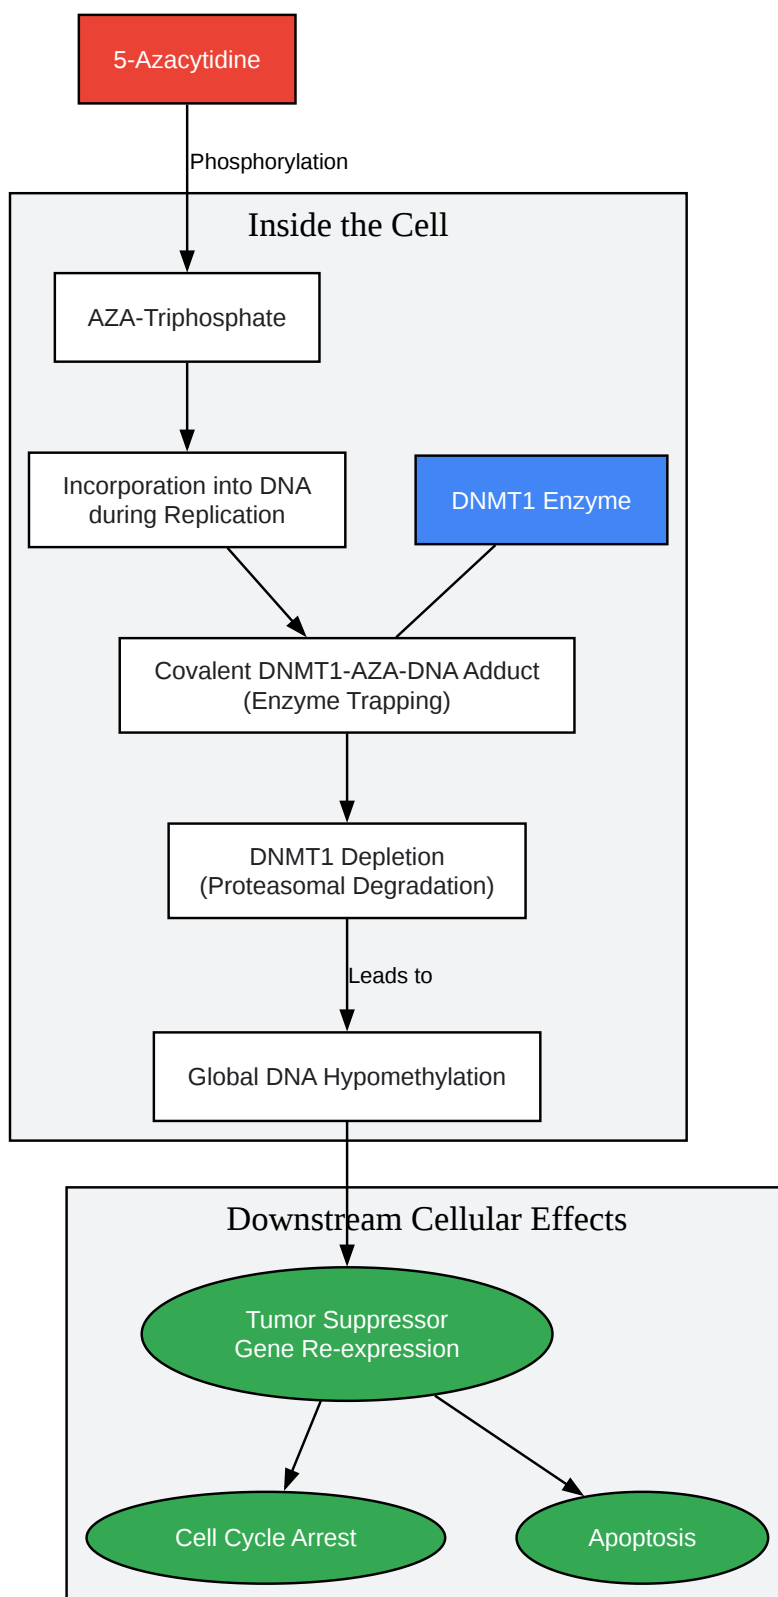 5-Azacytidine
Phosphorylation
Inside the Cell
AZA-Triphosphate
Incorporation into DNA
during Replication
DNMT1 Enzyme
Covalent DNMT1-AZA-DNA Adduct
(Enzyme Trapping)
DNMT1 Depletion
(Proteasomal Degradation)
Leads to
Global DNA Hypomethylation
Downstream Cellular Effects
Tumor Suppressor
Gene Re-expression
Cell Cycle Arrest
Apoptosis